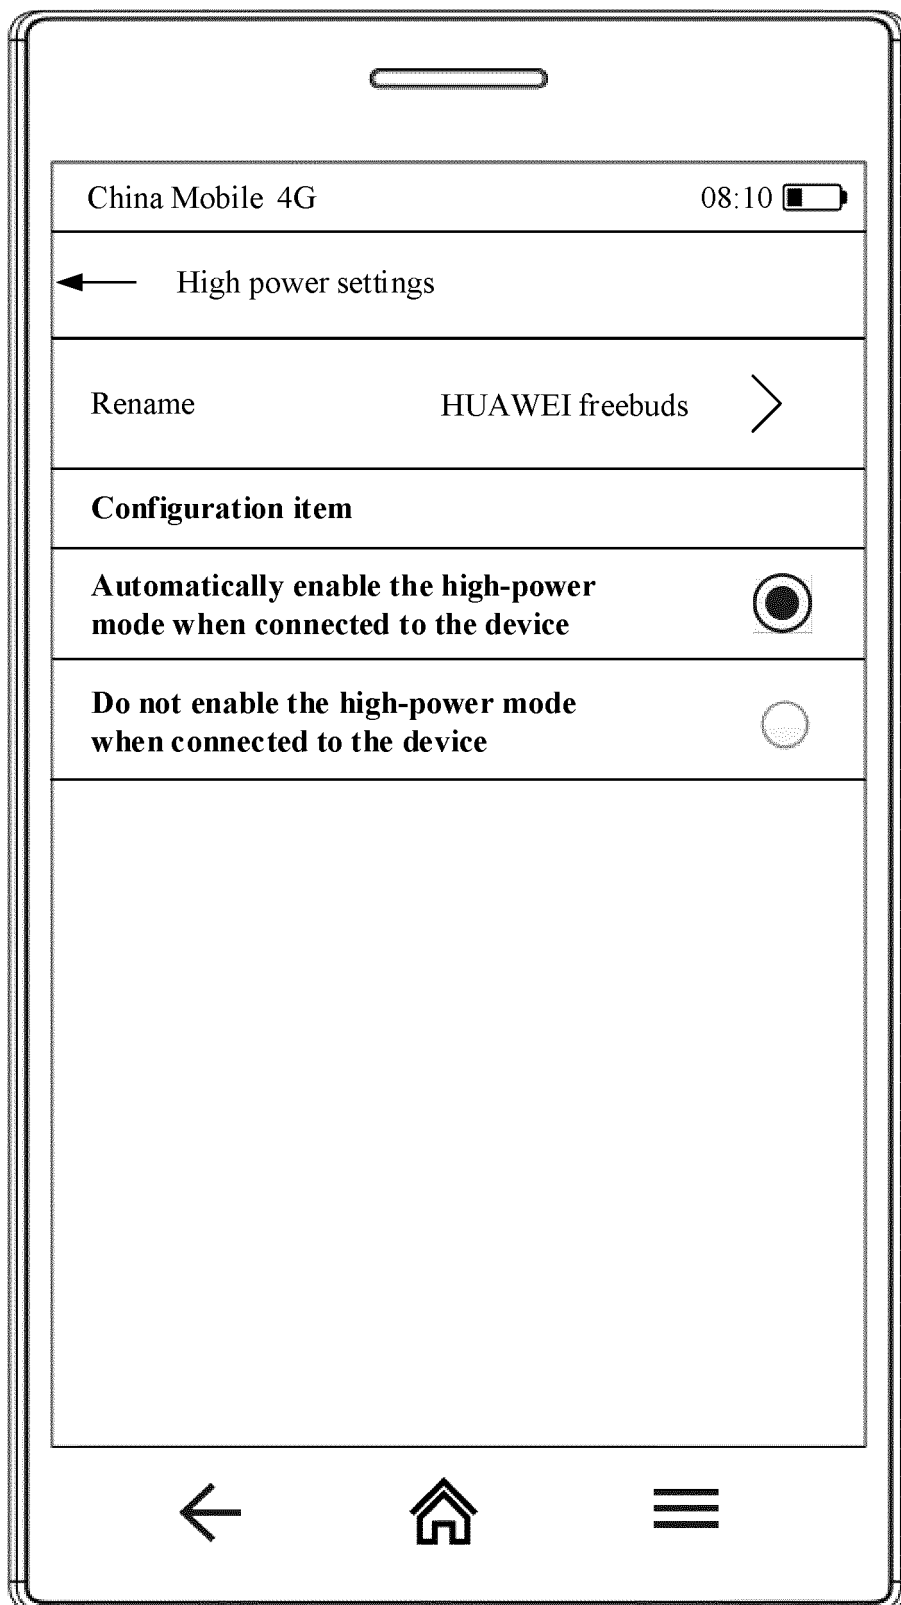 China Mobile 4G 08:10
High power settings
Rename HUAWEI freebuds
Configuration item
Automatically enable the high-power
mode when connected to the device
Do not enable the high-power mode
when connected to the device